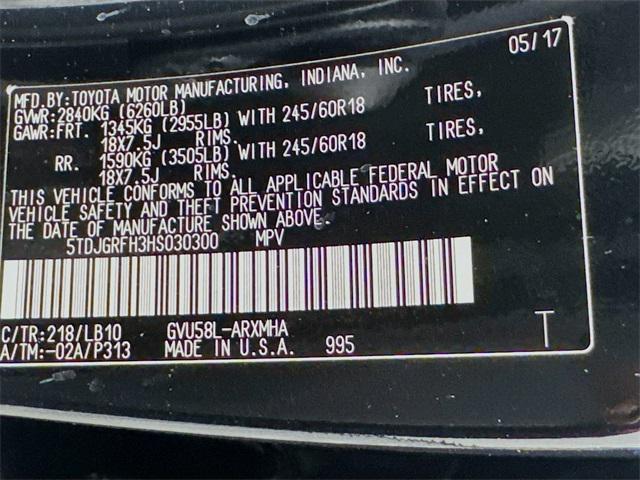 05/17
MFD.BY:TOYOTA MOTOR MANUFACTURING, INDIANA, INC.
GVWR:2840KG (6260LB)
GAWR:FRT. 1345KG (2955LB) WITH 245/60R18 TIRES,
18X7.5J RIMS.
RR. 1590KG (3505LB) WITH 245/60R18 TIRES,
18X7.5J RIMS.
THIS VEHICLE CONFORMS TO ALL APPLICABLE FEDERAL MOTOR
VEHICLE SAFETY AND THEFT PREVENTION STANDARDS IN EFFECT ON
THE DATE OF MANUFACTURE SHOWN ABOVE.
5TDJGRFH3HS030300 MPV
C/TR:218/LB10 GVU58L-ARXMHA
A/TM:-02A/P313 MADE IN U.S.A. 995 T